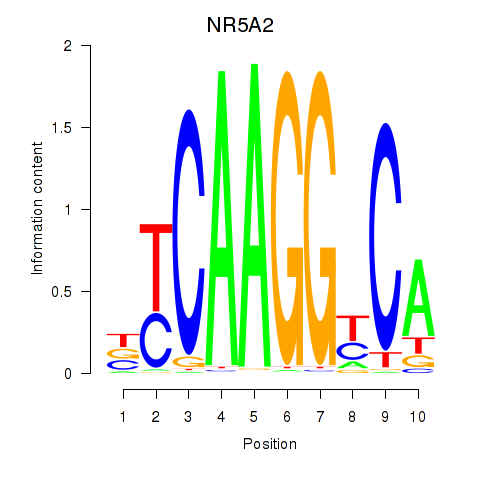 NR5A2
2
1.5
1
0.5
0
Information content
T G C T C C G A A G G T C A C T A T G C
1 2 3 4 5 6 7 8 9 10
Position